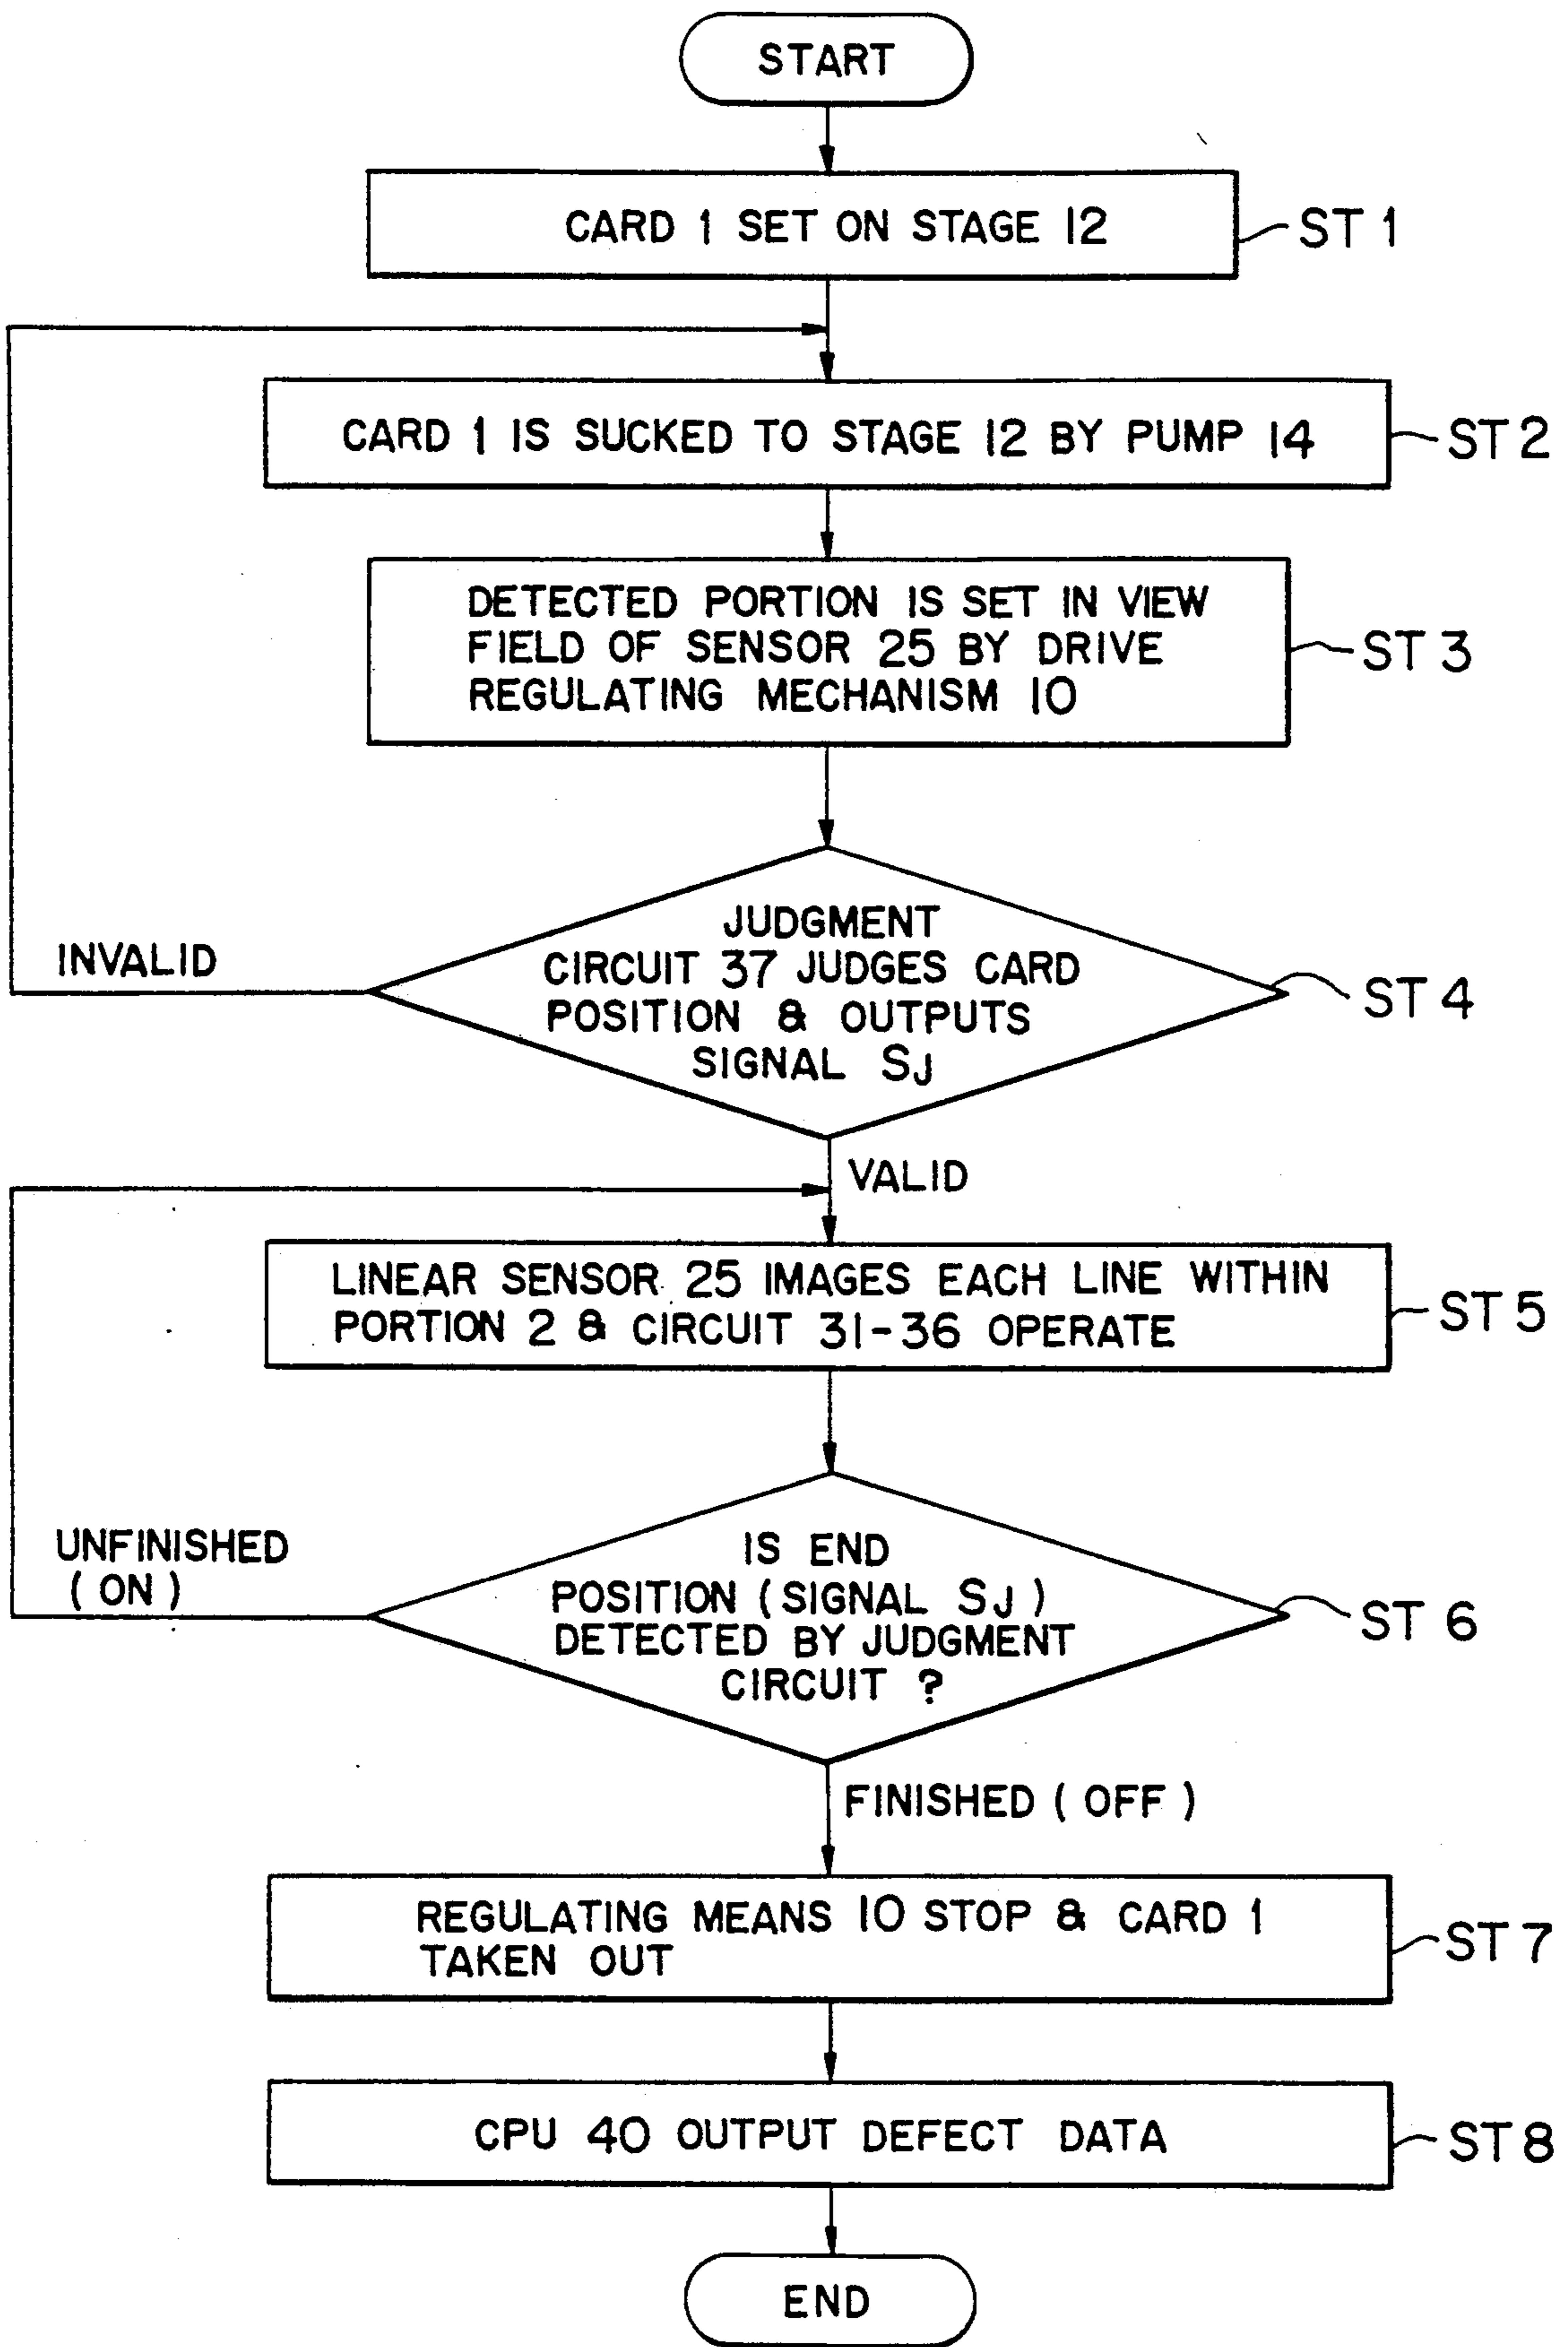 START
CARD 1 SET ON STAGE 12
ST 1
CARD 1 IS SUCKED TO STAGE 12 BY PUMP 14
ST 2
DETECTED PORTION IS SET IN VIEW
FIELD OF SENSOR 25 BY DRIVE
REGULATING MECHANISM 10
ST 3
JUDGMENT
CIRCUIT 37 JUDGES CARD
POSITION & OUTPUTS
SIGNAL SJ
INVALID
ST 4
VALID
LINEAR SENSOR 25 IMAGES EACH LINE WITHIN
PORTION 2 & CIRCUIT 31-36 OPERATE
ST 5
IS END
POSITION (SIGNAL SJ)
DETECTED BY JUDGMENT
CIRCUIT ?
UNFINISHED
(ON)
ST 6
FINISHED (OFF)
REGULATING MEANS 10 STOP & CARD 1
TAKEN OUT
ST 7
CPU 40 OUTPUT DEFECT DATA
ST 8
END